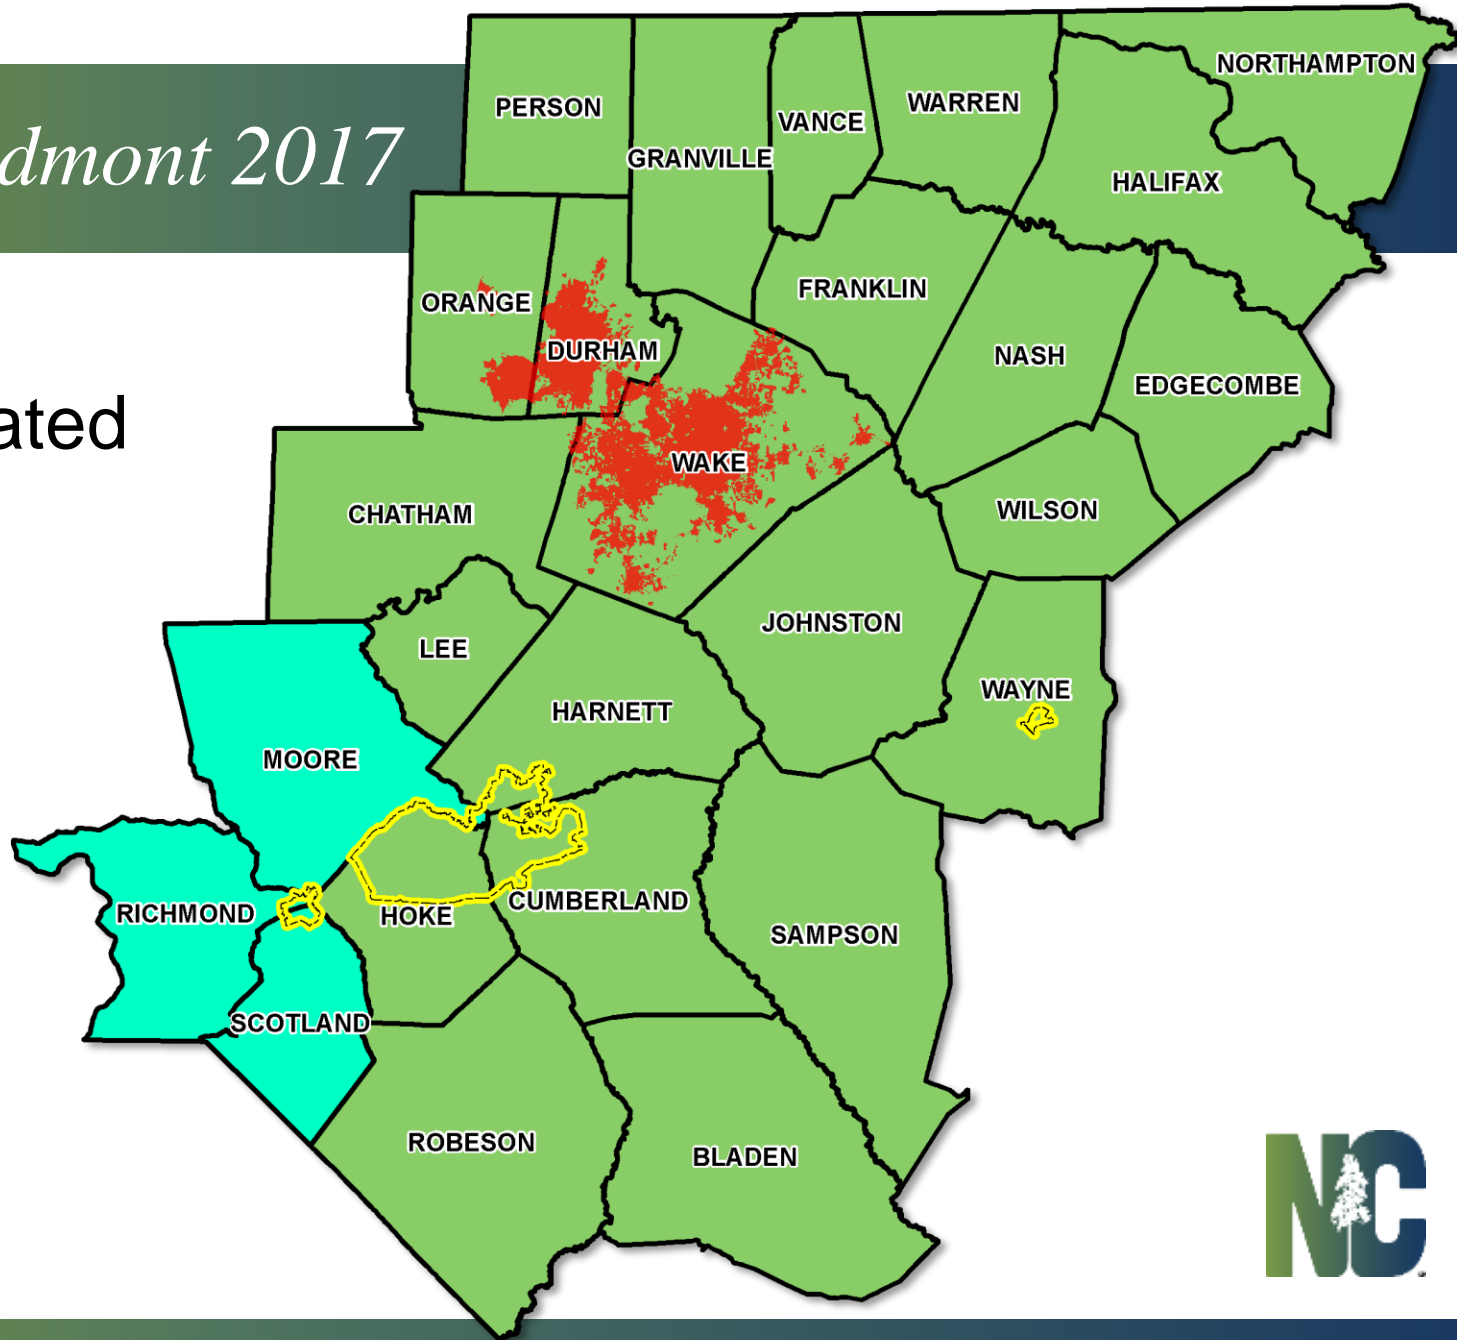 dmont 2017
ated
PERSON
GRANVILLE
VANCE
WARREN
NORTHAMPTON
HALIFAX
ORANGE
DURHAM
FRANKLIN
NASH
EDGECOMBE
WAKE
CHATHAM
WILSON
LEE
JOHNSTON
HARNETT
WAYNE
MOORE
RICHMOND
HOKE
CUMBERLAND
SAMPSON
SCOTLAND
ROBESON
BLADEN
NC